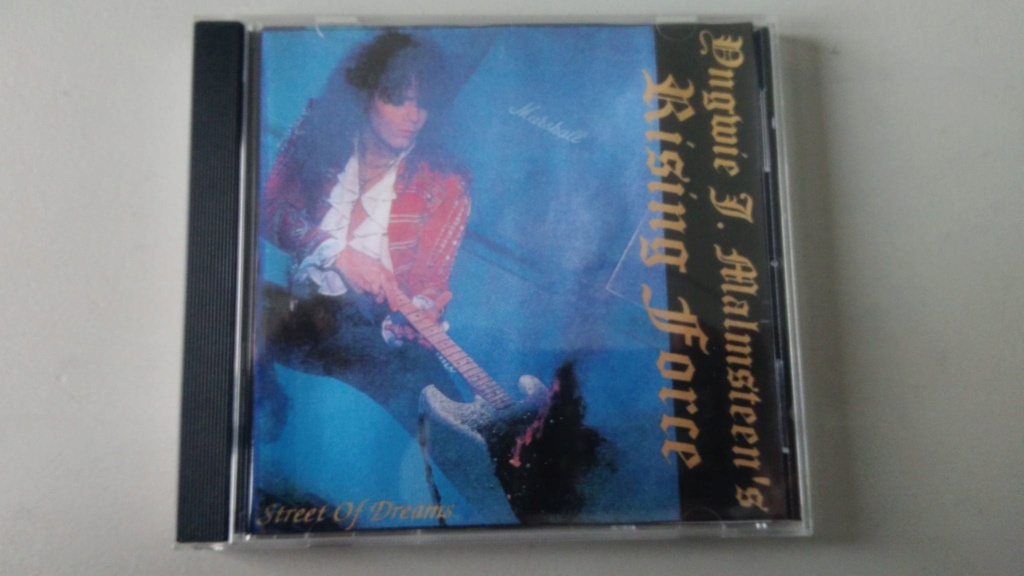 Yngwie J. Malmsteen's
Rising Force
Marshall
Street Of Dreams